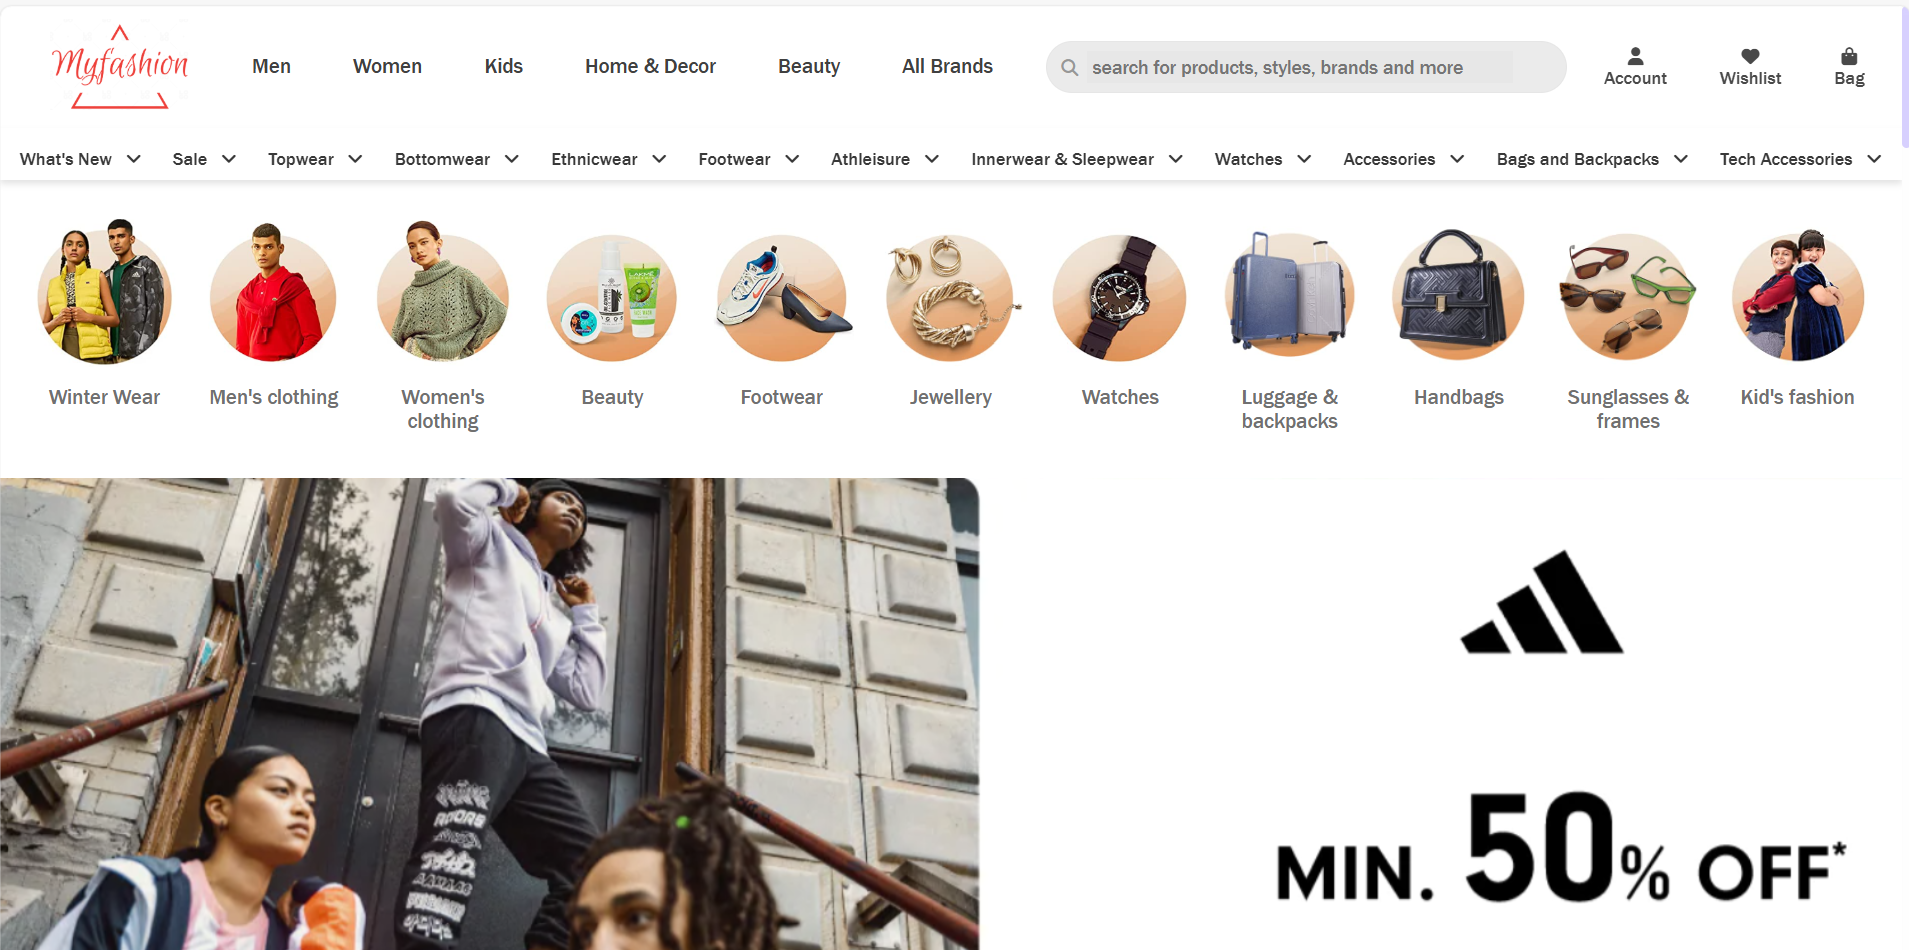 Myfashion
Men
Women
Kids
Home & Decor
Beauty
All Brands
search for products, styles, brands and more
Account
Wishlist
Bag
What's New
Sale
Topwear
Bottomwear
Ethnicwear
Footwear
Athleisure
Innerwear & Sleepwear
Watches
Accessories
Bags and Backpacks
Tech Accessories
Winter Wear
Men's clothing
Women's
clothing
Beauty
Footwear
Jewellery
Watches
Luggage &
backpacks
Handbags
Sunglasses &
frames
Kid's fashion
MIN. 50% OFF*